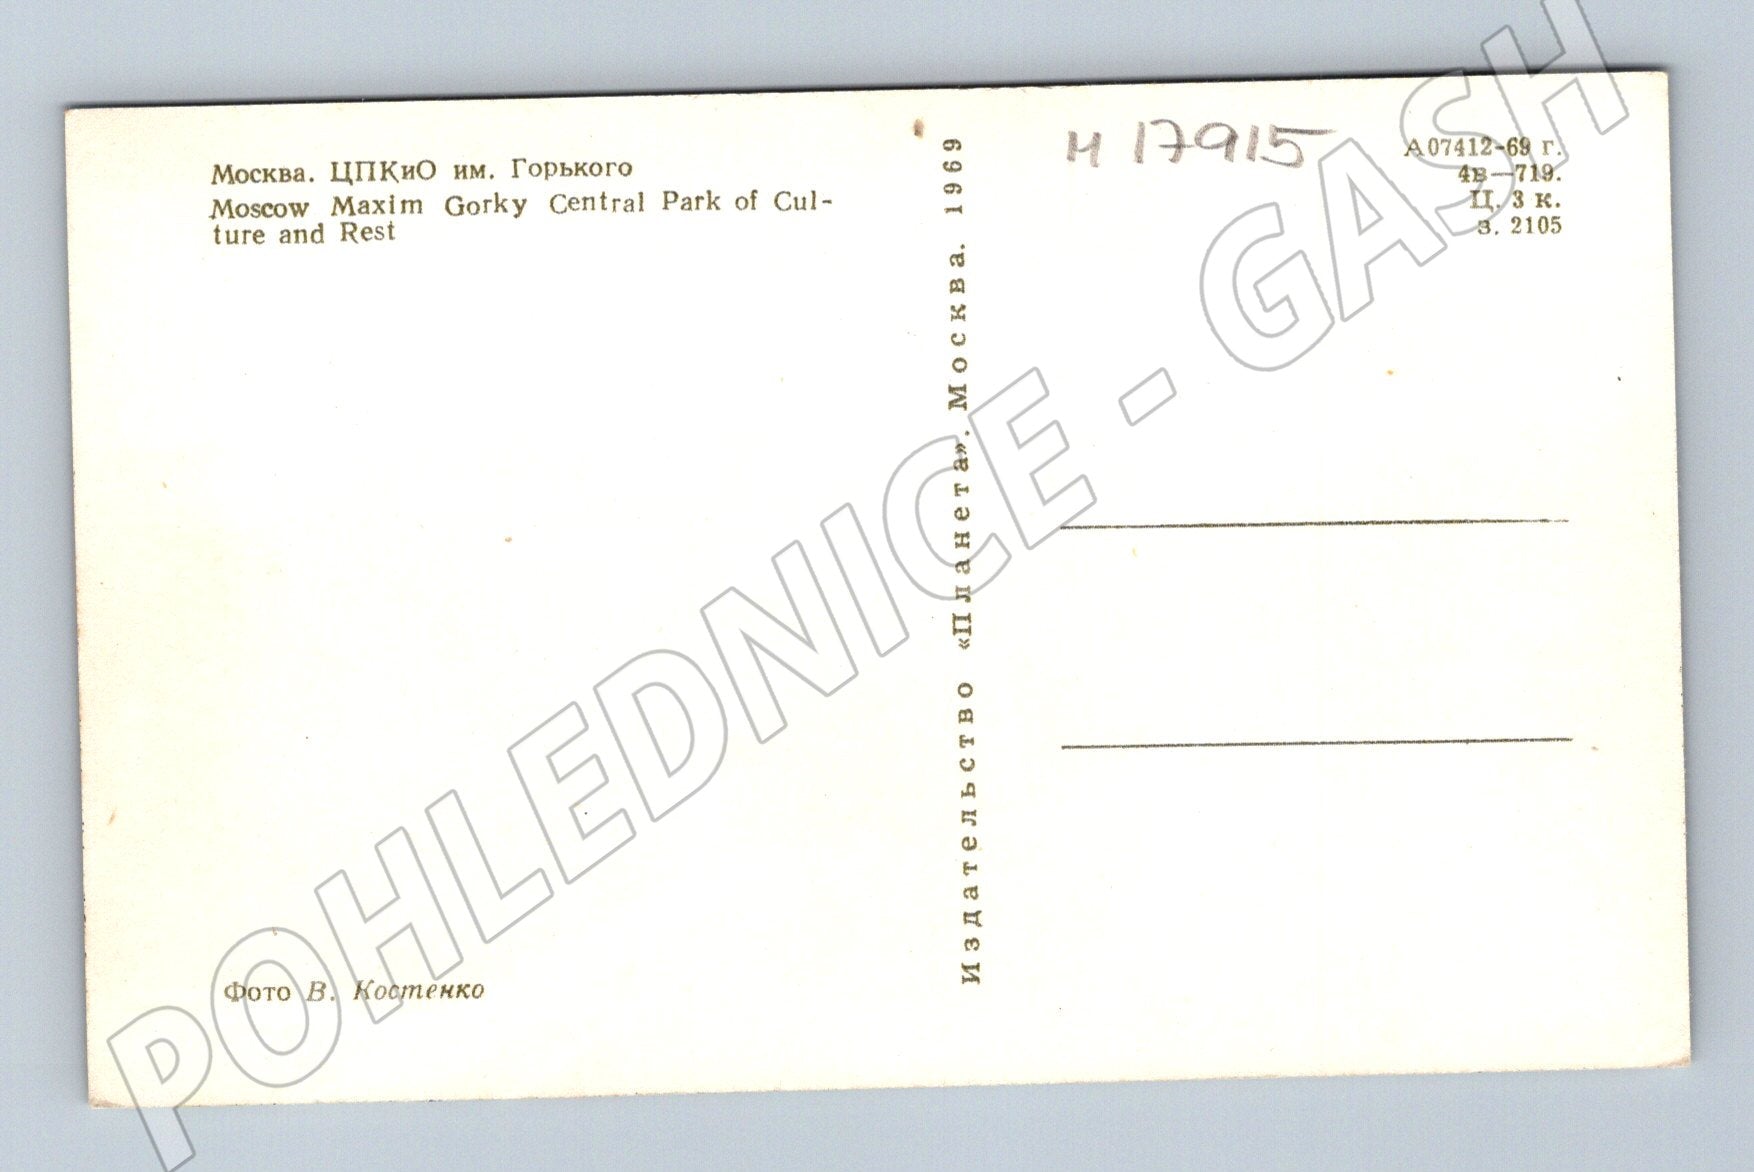 Москва. ЦПКиО им. Горького
Moscow Maxim Gorky Central Park of Cul-
ture and Rest
Фото В. Костенко
Издательство «Планета». Москва. 1969
И 17915
А07412-69 г.
4в—719.
Ц. 3 к.
з. 2105
POHLEDNICE - GASH